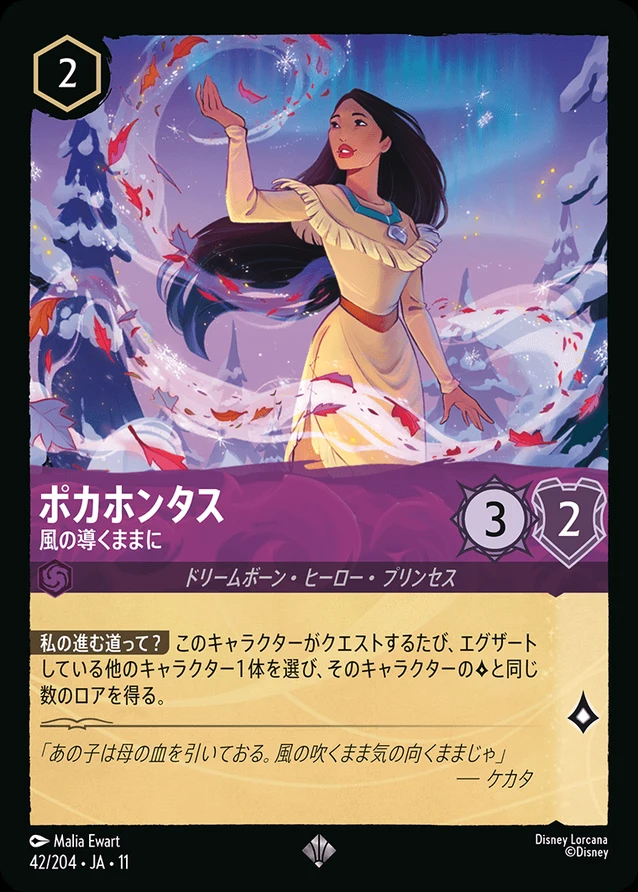 2
ポカホンタス
風の導くままに
3
2
ドリームボーン・ヒーロー・プリンセス
私の進む道って? このキャラクターがクエストするたび、エグザート
している他のキャラクター1体を選び、そのキャラクターの⟡と同じ
数のロアを得る。
「あの子は母の血を引いておる。風の吹くまま気の向くままじゃ」
— ケカタ
Malia Ewart
42/204・JA・11
Disney Lorcana
©Disney